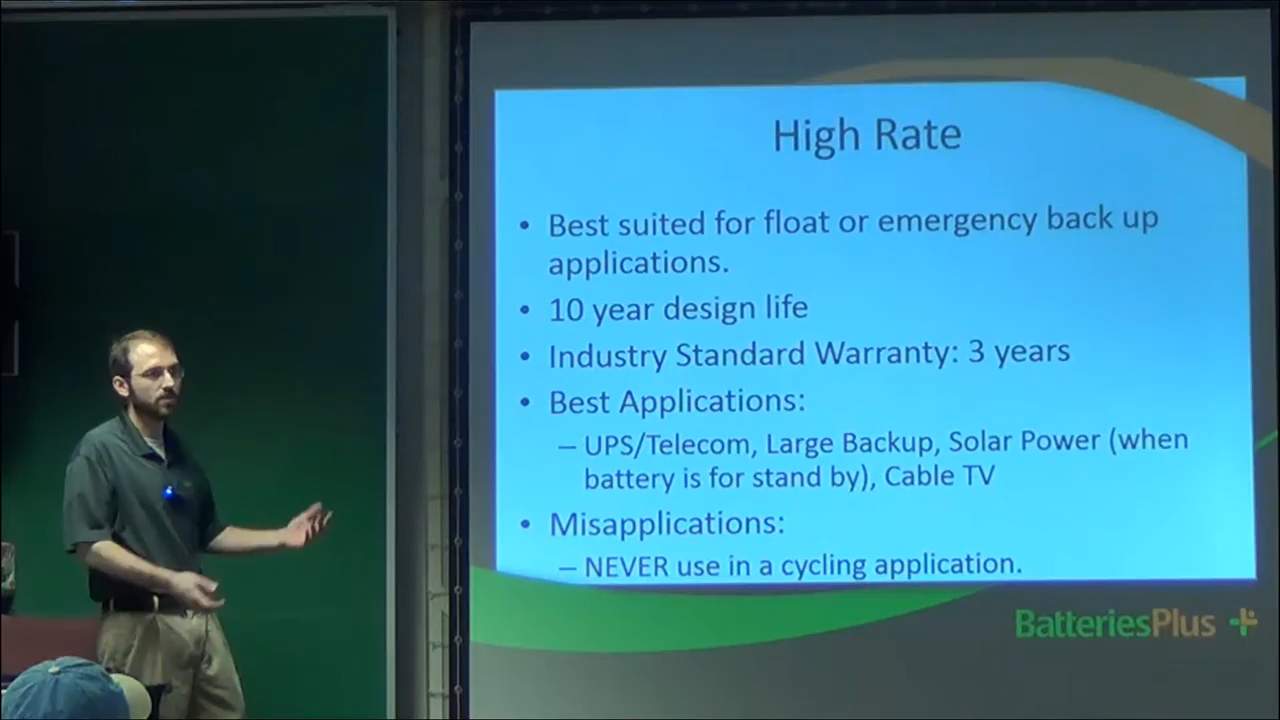 High Rate
• Best suited for float or emergency back up
applications.
• 10 year design life
• Industry Standard Warranty: 3 years
• Best Applications:
– UPS/Telecom, Large Backup, Solar Power (when
battery is for stand by), Cable TV
• Misapplications:
– NEVER use in a cycling application.
BatteriesPlus